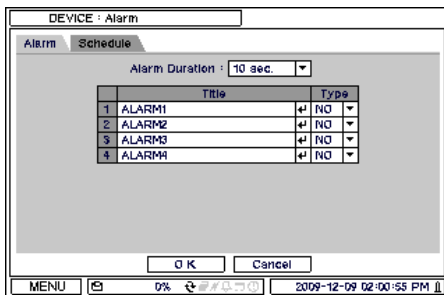 DEVICE : Alarm
Alarm Schedule
Alarm Duration : 10 sec.
Title Type
1 ALARM1 NO
2 ALARM2 NO
3 ALARM3 NO
4 ALARM4 NO
OK Cancel
MENU 0% 2009-12-09 02:00:55 PM